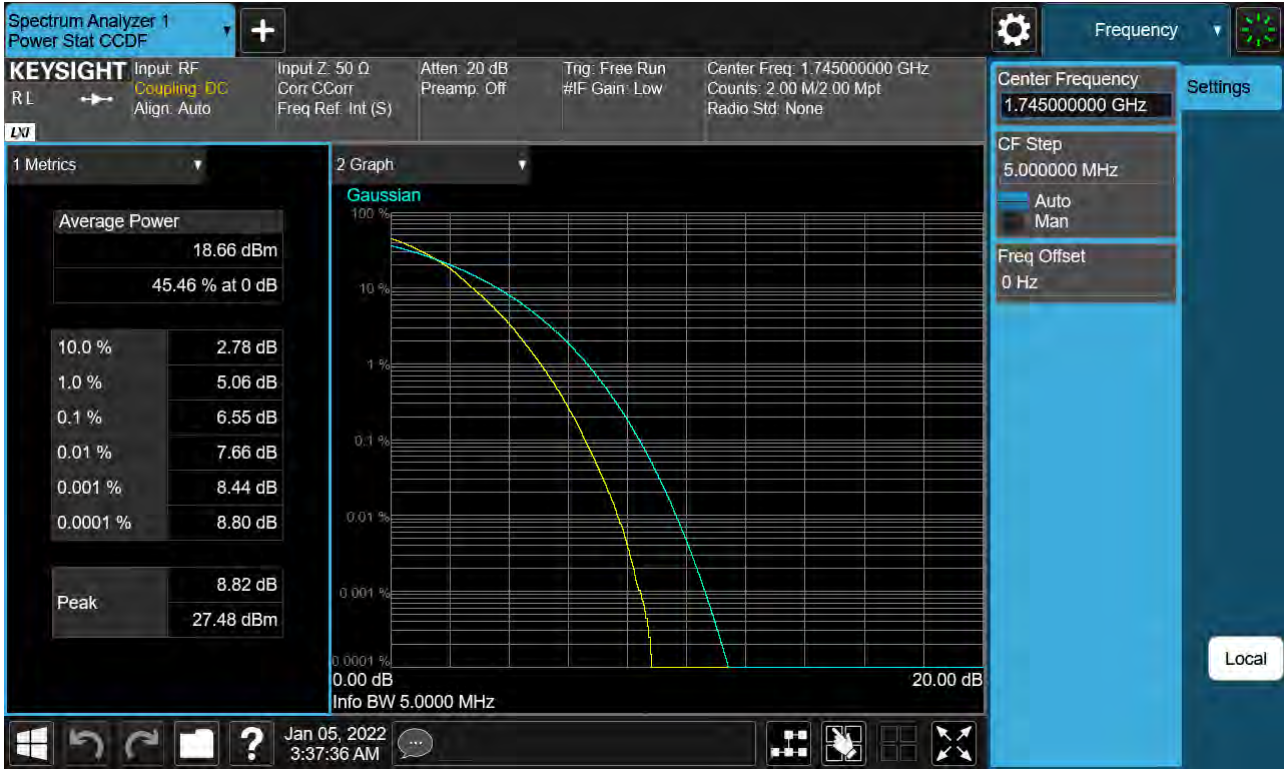 Spectrum Analyzer 1
Power Stat CCDF
+
Frequency
KEYSIGHT
RL
LXI
Input: RF
Coupling: DC
Align: Auto
Input Z: 50 Ω
Corr CCorr
Freq Ref: Int (S)
Atten: 20 dB
Preamp: Off
Trig: Free Run
#IF Gain: Low
Center Freq: 1.745000000 GHz
Counts: 2.00 M/2.00 Mpt
Radio Std: None
Center Frequency
1.745000000 GHz
Settings
CF Step
5.000000 MHz
Auto
Man
Freq Offset
0 Hz
Local
1 Metrics
Average Power
18.66 dBm
45.46 % at 0 dB
10.0 % 2.78 dB
1.0 % 5.06 dB
0.1 % 6.55 dB
0.01 % 7.66 dB
0.001 % 8.44 dB
0.0001 % 8.80 dB
Peak
8.82 dB
27.48 dBm
2 Graph
Gaussian
100 %
10 %
1 %
0.1 %
0.01 %
0.001 %
0.0001 %
0.00 dB 20.00 dB
Info BW 5.0000 MHz
?
Jan 05, 2022
3:37:36 AM